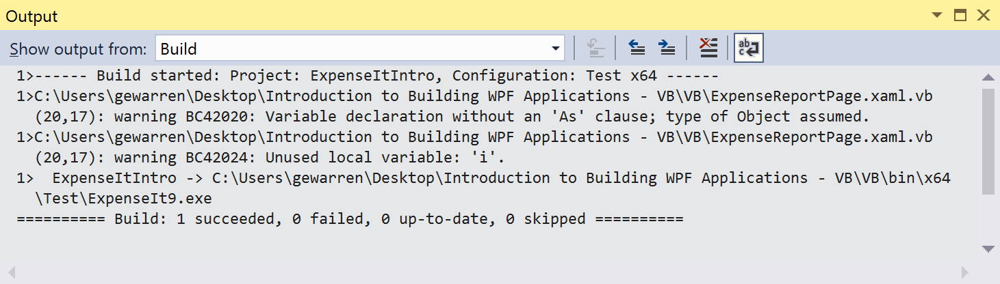 Output
Show output from: Build
1>------ Build started: Project: ExpenseItIntro, Configuration: Test x64 ------
1>C:\Users\gewarren\Desktop\Introduction to Building WPF Applications - VB\VB\ExpenseReportPage.xaml.vb
(20,17): warning BC42020: Variable declaration without an 'As' clause; type of Object assumed.
1>C:\Users\gewarren\Desktop\Introduction to Building WPF Applications - VB\VB\ExpenseReportPage.xaml.vb
(20,17): warning BC42024: Unused local variable: 'i'.
1>  ExpenseItIntro -> C:\Users\gewarren\Desktop\Introduction to Building WPF Applications - VB\VB\bin\x64
\Test\ExpenseIt9.exe
========== Build: 1 succeeded, 0 failed, 0 up-to-date, 0 skipped ==========